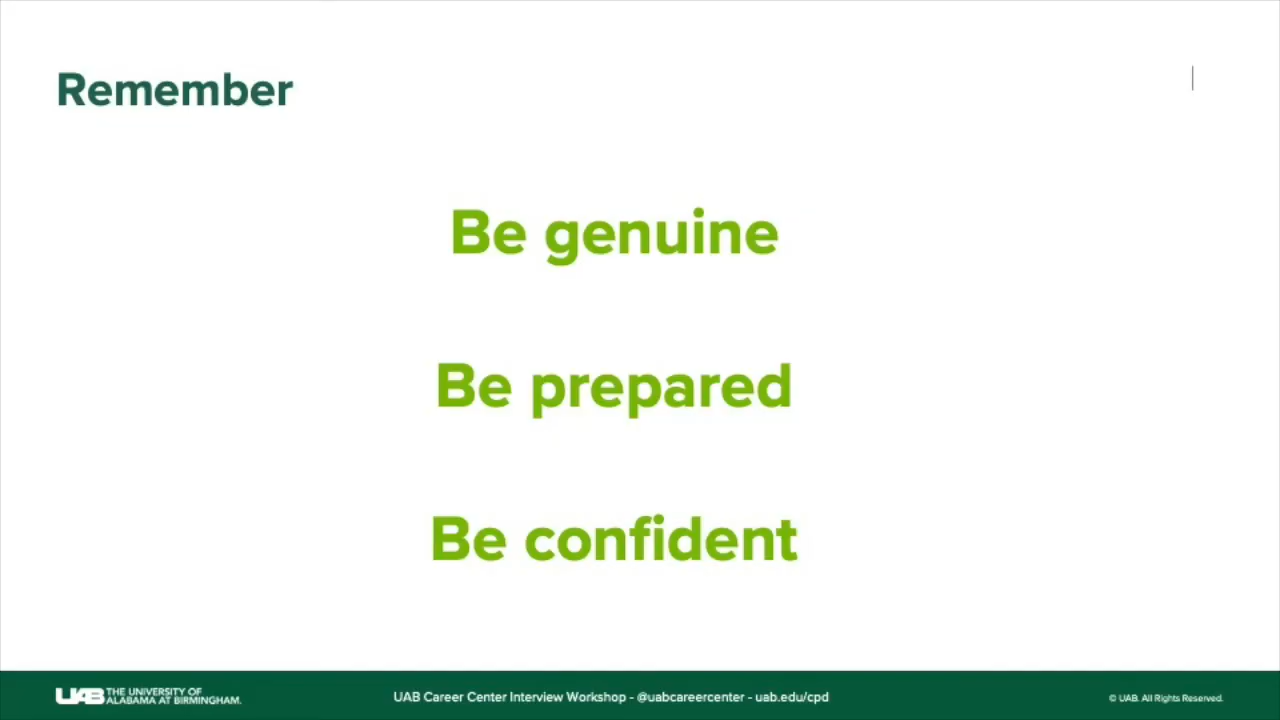 Remember
Be genuine
Be prepared
Be confident
UAB THE UNIVERSITY OF
ALABAMA AT BIRMINGHAM.
UAB Career Center Interview Workshop - @uabcareercenter - uab.edu/cpd
© UAB. All Rights Reserved.